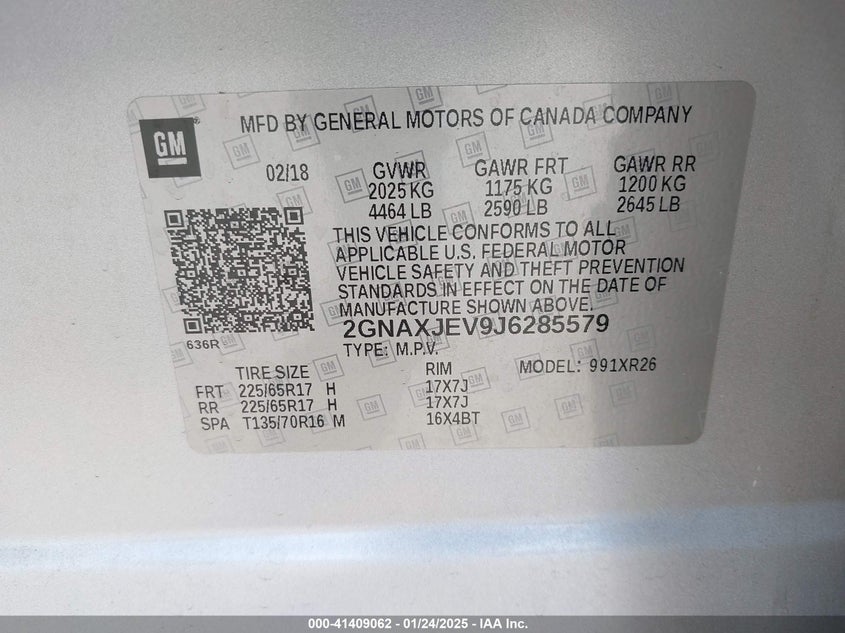 GM
MFD BY GENERAL MOTORS OF CANADA COMPANY
02/18 GVWR GAWR FRT GAWR RR
2025 KG 1175 KG 1200 KG
4464 LB 2590 LB 2645 LB
THIS VEHICLE CONFORMS TO ALL
APPLICABLE U.S. FEDERAL MOTOR
VEHICLE SAFETY AND THEFT PREVENTION
STANDARDS IN EFFECT ON THE DATE OF
MANUFACTURE SHOWN ABOVE.
636R
2GNAXJEV9J6285579
TYPE: M.P.V.
TIRE SIZE RIM MODEL: 991XR26
FRT 225/65R17 H 17X7J
RR 225/65R17 H 17X7J
SPA T135/70R16 M 16X4BT
000-41409062 - 01/24/2025 - IAA Inc.